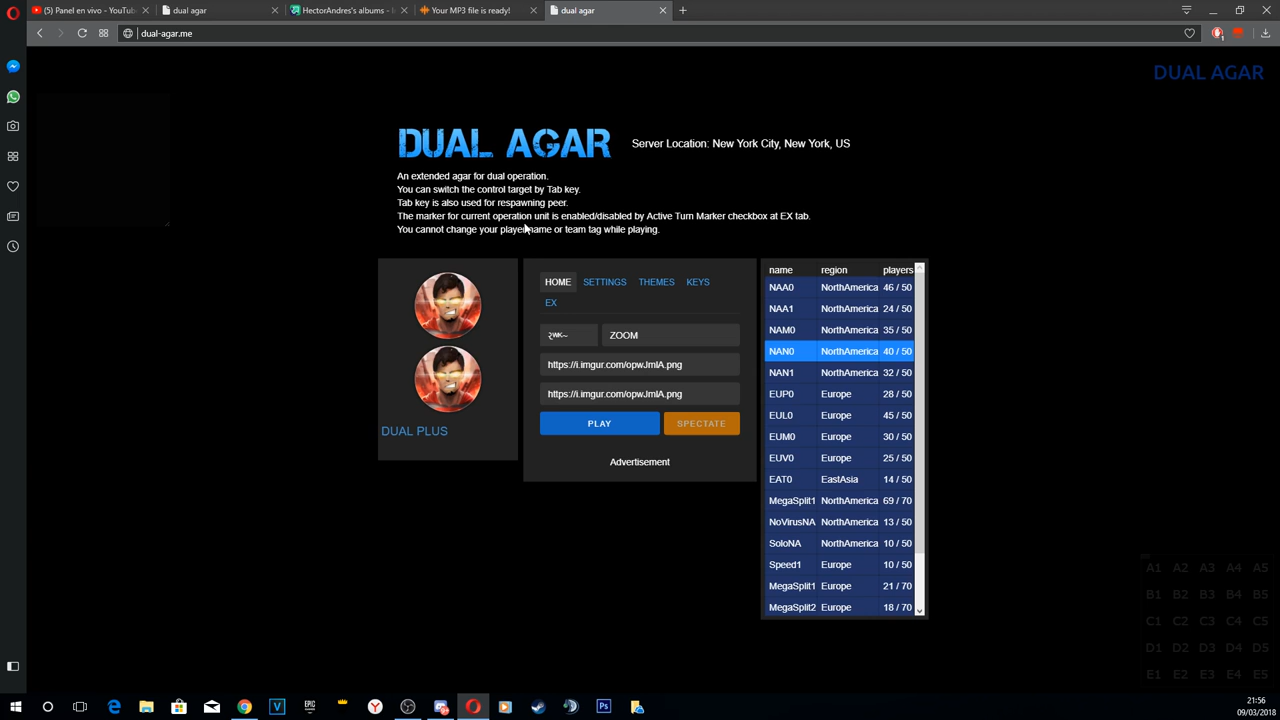 (5) Panel en vivo - YouTub
dual agar
HectorAndres's albums -
Your MP3 file is ready!
dual agar
dual-agar.me
DUAL AGAR
DUAL AGAR
Server Location: New York City, New York, US
An extended agar for dual operation.
You can switch the control target by Tab key.
Tab key is also used for respawning peer.
The marker for current operation unit is enabled/disabled by Active Turn Marker checkbox at EX tab.
You cannot change your player name or team tag while playing.
DUAL PLUS
HOME SETTINGS THEMES KEYS
EX
ZOOM
https://i.imgur.com/opwJmIA.png
https://i.imgur.com/opwJmIA.png
PLAY SPECTATE
Advertisement
name region players
NAA0 NorthAmerica 46 / 50
NAA1 NorthAmerica 24 / 50
NAM0 NorthAmerica 35 / 50
NAN0 NorthAmerica 40 / 50
NAN1 NorthAmerica 32 / 50
EUP0 Europe 28 / 50
EUL0 Europe 45 / 50
EUM0 Europe 30 / 50
EUV0 Europe 25 / 50
EAT0 EastAsia 14 / 50
MegaSplit1 NorthAmerica 69 / 70
NoVirusNA NorthAmerica 13 / 50
SoloNA NorthAmerica 10 / 50
Speed1 Europe 10 / 50
MegaSplit1 Europe 21 / 70
MegaSplit2 Europe 18 / 70
A1 A2 A3 A4 A5
B1 B2 B3 B4 B5
C1 C2 C3 C4 C5
D1 D2 D3 D4 D5
E1 E2 E3 E4 E5
EPIC
Ps
21:56
09/03/2018